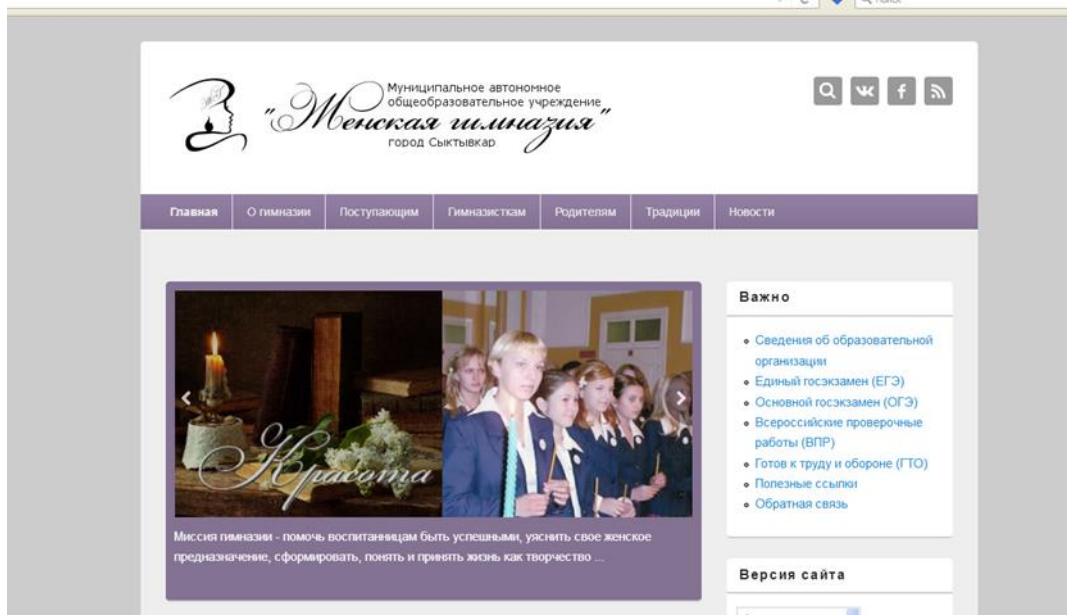 Поиск
Муниципальное автономное
общеобразовательное учреждение
"Женская гимназия"
город Сыктывкар
Главная О гимназии Поступающим Гимназисткам Родителям Традиции Новости
Красота
Миссия гимназии - помочь воспитанницам быть успешными, уяснить свое женское
предназначение, сформировать, понять и принять жизнь как творчество ...
Важно
Сведения об образовательной
организации
Единый госэкзамен (ЕГЭ)
Основной госэкзамен (ОГЭ)
Всероссийские проверочные
работы (ВПР)
Готов к труду и обороне (ГТО)
Полезные ссылки
Обратная связь
Версия сайта